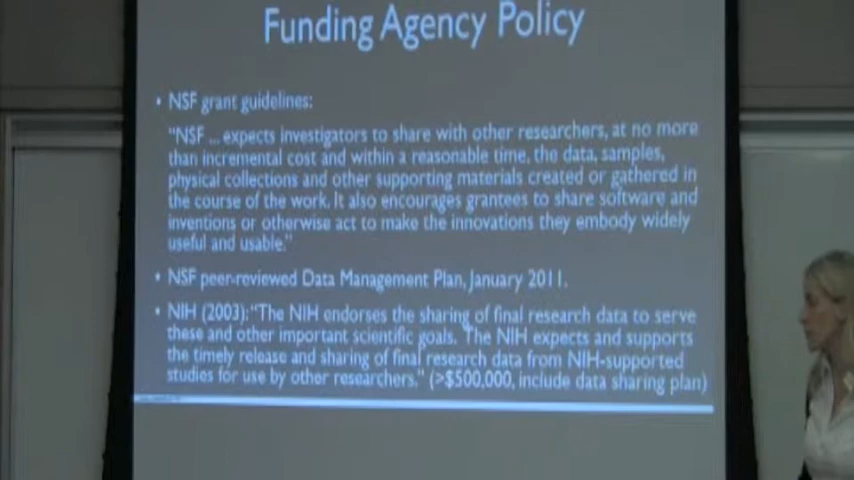 Funding Agency Policy
• NSF grant guidelines:
"NSF ... expects investigators to share with other researchers, at no more
than incremental cost and within a reasonable time, the data, samples,
physical collections and other supporting materials created or gathered in
the course of the work. It also encourages grantees to share software and
inventions or otherwise act to make the innovations they embody widely
useful and usable."
• NSF peer-reviewed Data Management Plan, January 2011.
• NIH (2003): "The NIH endorses the sharing of final research data to serve
these and other important scientific goals. The NIH expects and supports
the timely release and sharing of final research data from NIH-supported
studies for use by other researchers." (>$500,000, include data sharing plan)